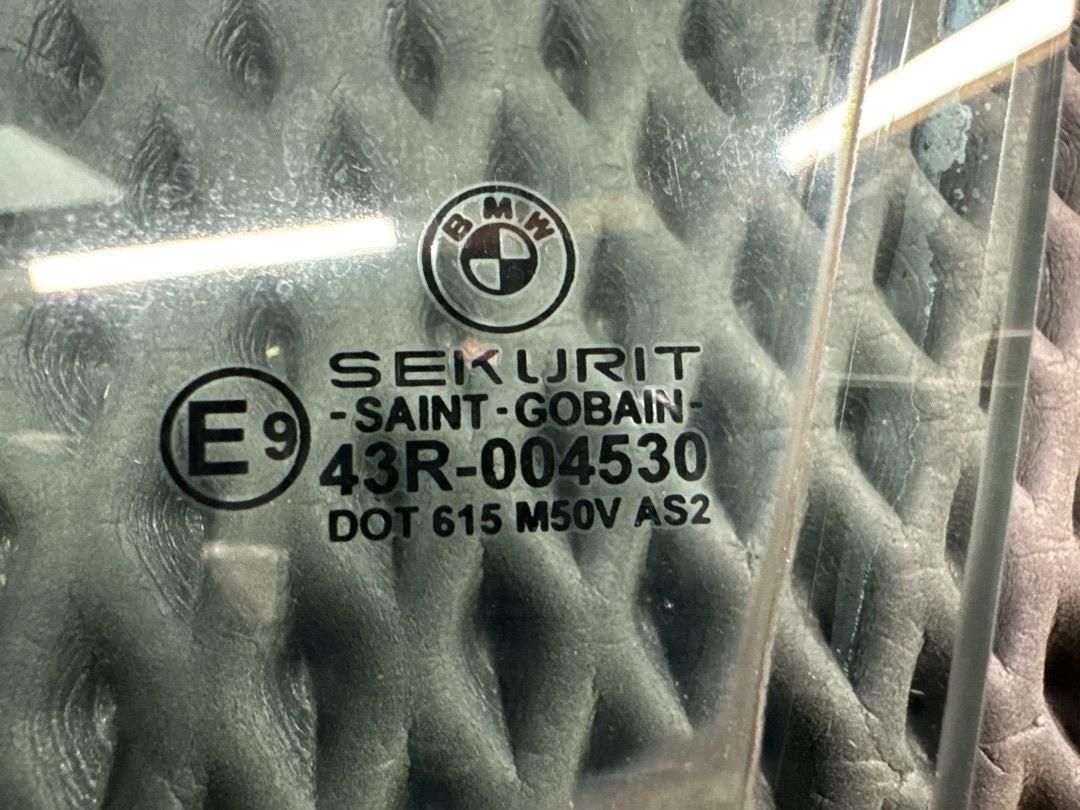 BMW
SEKURIT
-SAINT-GOBAIN-
E9
43R-004530
DOT 615 M50V AS2